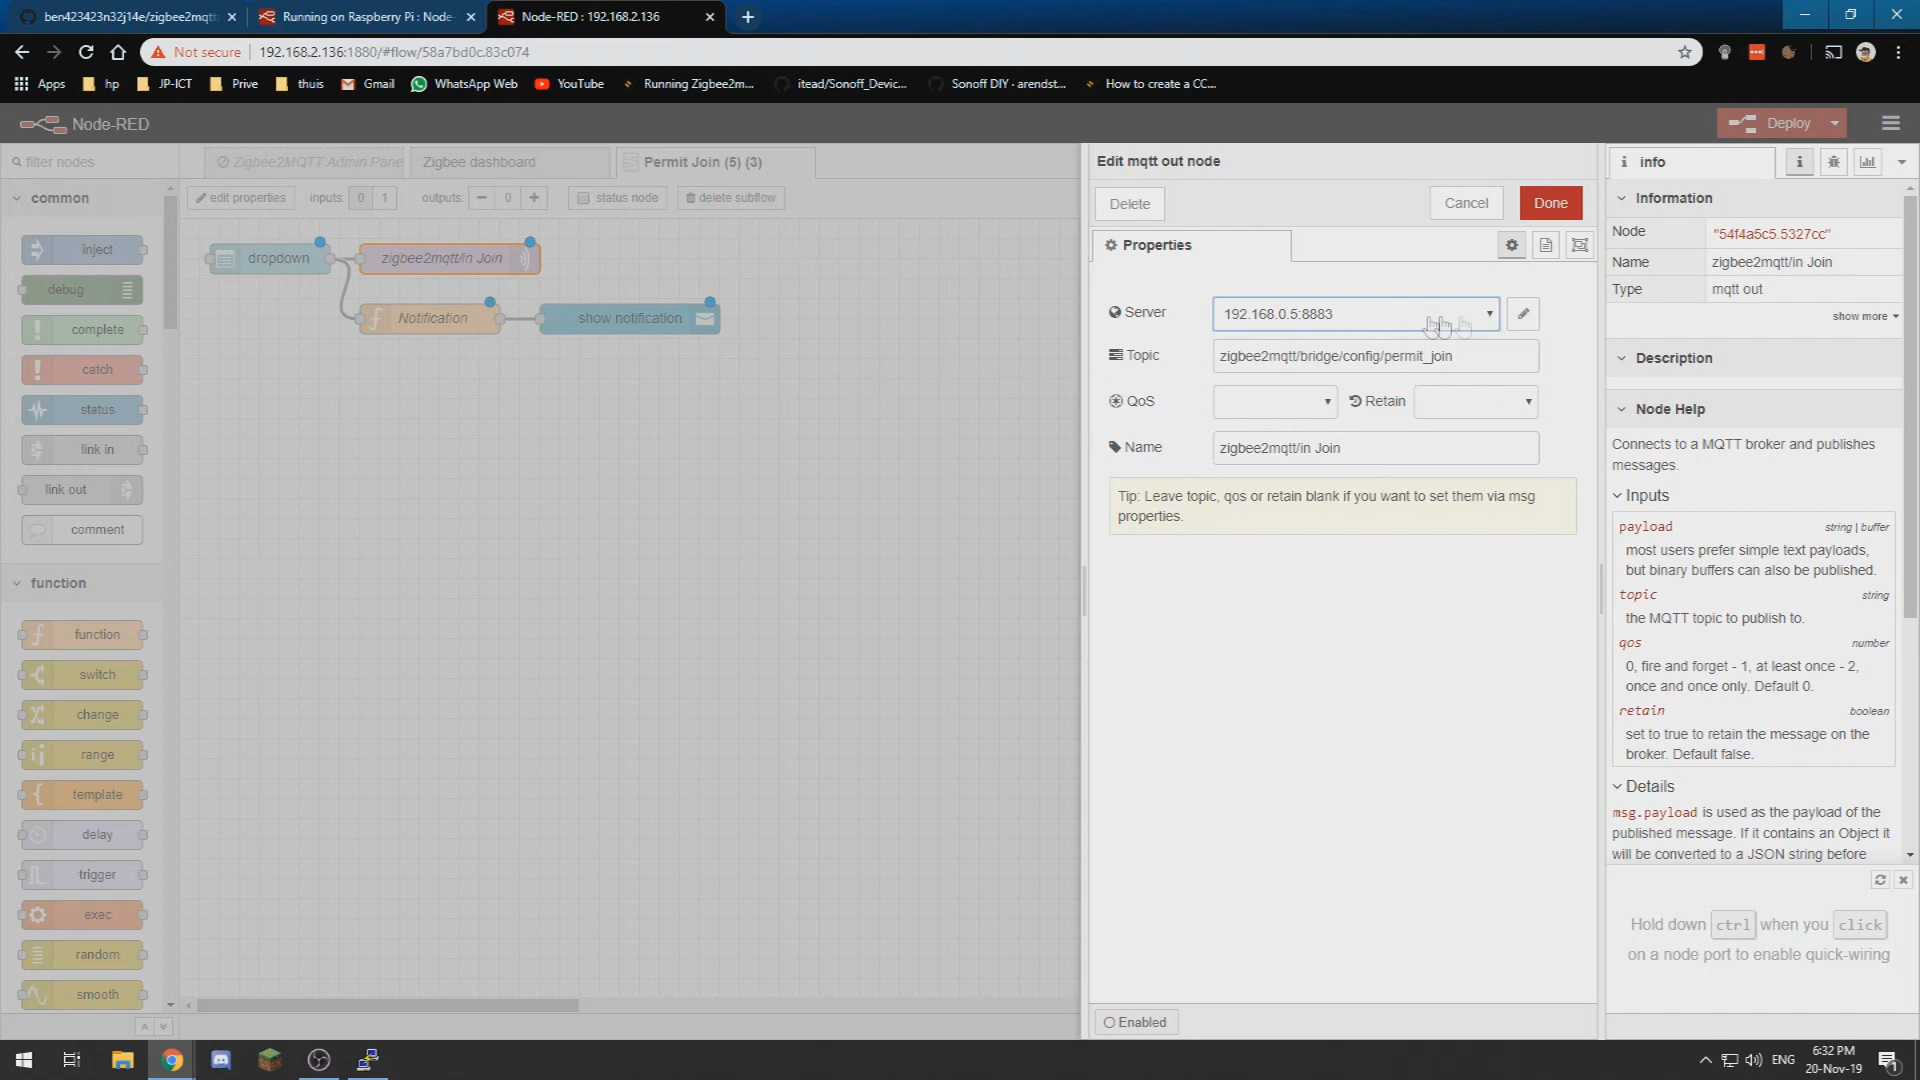 ben423423n32j14e/zigbee2mqtt
Running on Raspberry Pi : Node-
Node-RED : 192.168.2.136
Not secure
192.168.2.136:1880/#flow/58a7bd0c.83c074
Apps
hp
JP-ICT
Prive
thuis
Gmail
WhatsApp Web
YouTube
Running Zigbee2m...
itead/Sonoff_Devic...
Sonoff DIY · arendst...
How to create a CC...
Node-RED
Deploy
filter nodes
Zigbee2MQTT Admin Pane
Zigbee dashboard
Permit Join (5) (3)
edit properties
inputs:
0
1
outputs:
0
status node
delete subflow
common
inject
debug
complete
catch
status
link in
link out
comment
function
function
switch
change
range
template
delay
trigger
exec
random
smooth
dropdown
zigbee2mqtt/in Join
Notification
show notification
Edit mqtt out node
Delete
Cancel
Done
Properties
Server
192.168.0.5:8883
Topic
zigbee2mqtt/bridge/config/permit_join
QoS
Retain
Name
zigbee2mqtt/in Join
Tip: Leave topic, qos or retain blank if you want to set them via msg
properties.
Enabled
info
Information
Node
"54f4a5c5.5327cc"
Name
zigbee2mqtt/in Join
Type
mqtt out
show more
Description
Node Help
Connects to a MQTT broker and publishes
messages.
Inputs
payload
string | buffer
most users prefer simple text payloads,
but binary buffers can also be published.
topic
string
the MQTT topic to publish to.
qos
number
0, fire and forget - 1, at least once - 2,
once and once only. Default 0.
retain
boolean
set to true to retain the message on the
broker. Default false.
Details
msg.payload is used as the payload of the
published message. If it contains an Object it
will be converted to a JSON string before
Hold down ctrl when you click
on a node port to enable quick-wiring
ENG
6:32 PM
20-Nov-19
1